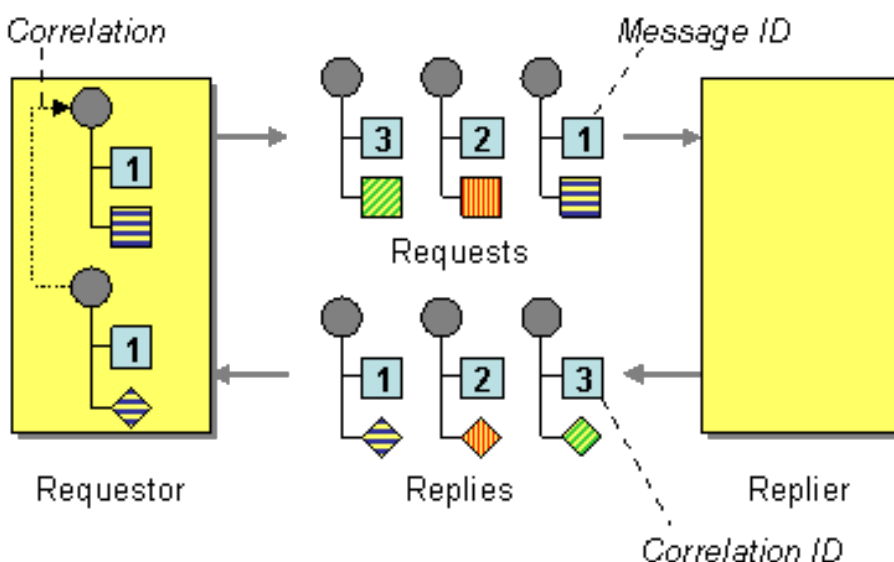 Correlation
Message ID
3
2
1
1
Requests
1
1
2
3
Requestor
Replies
Replier
Correlation ID